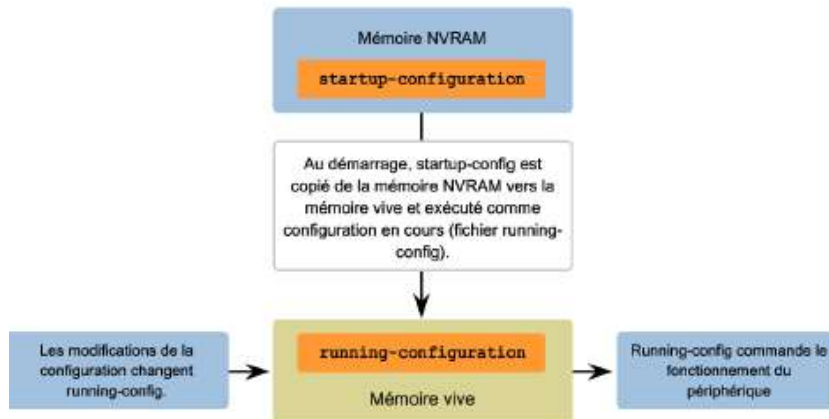 Mémoire NVRAM
startup-configuration
Au démarrage, startup-config est
copié de la mémoire NVRAM vers la
mémoire vive et exécuté comme
configuration en cours (fichier running-
config).
Les modifications de la
configuration changent
running-config.
running-configuration
Mémoire vive
Running-config commande le
fonctionnement du
périphérique